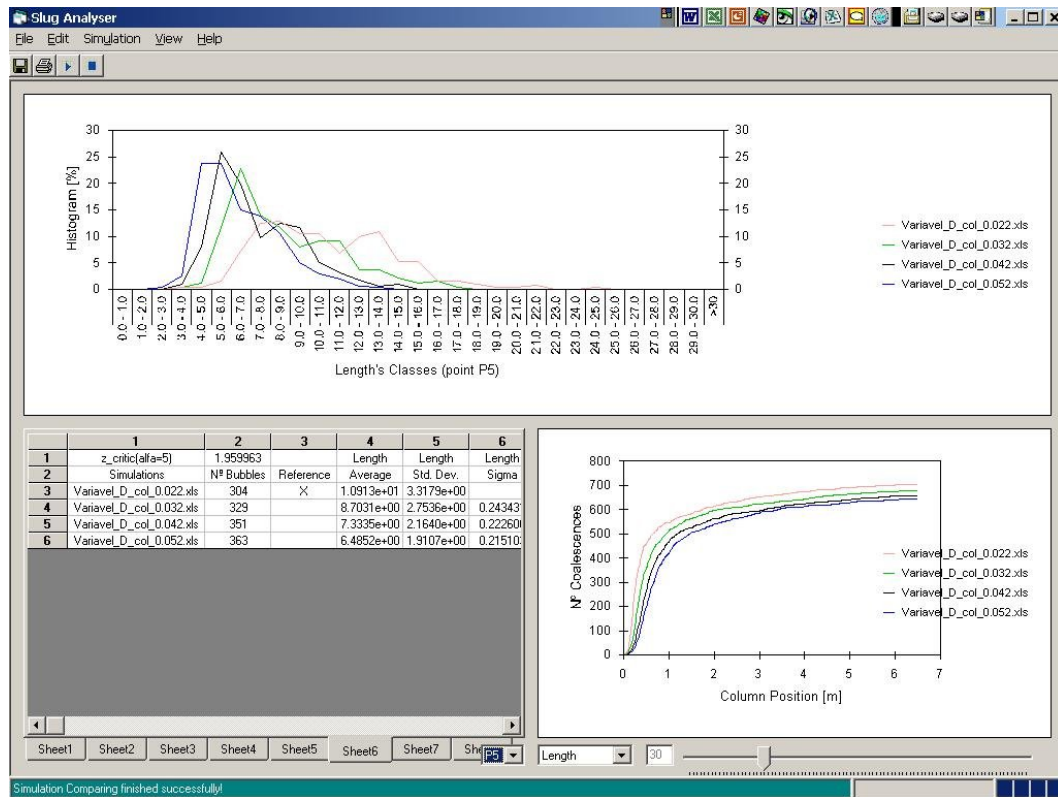 Slug Analyser
File Edit Simulation View Help
30 30
25 25
20 20
15 15
10 10
5 5
0 0
Histogram [%]
0.0 - 1.0
1.0 - 2.0
2.0 - 3.0
3.0 - 4.0
4.0 - 5.0
5.0 - 6.0
6.0 - 7.0
7.0 - 8.0
8.0 - 9.0
9.0 - 10.0
10.0 - 11.0
11.0 - 12.0
12.0 - 13.0
13.0 - 14.0
14.0 - 15.0
15.0 - 16.0
16.0 - 17.0
17.0 - 18.0
18.0 - 19.0
19.0 - 20.0
20.0 - 21.0
21.0 - 22.0
22.0 - 23.0
23.0 - 24.0
24.0 - 25.0
25.0 - 26.0
26.0 - 27.0
27.0 - 28.0
28.0 - 29.0
29.0 - 30.0
>30
Length's Classes (point P5)
Variavel_D_col_0.022.xls
Variavel_D_col_0.032.xls
Variavel_D_col_0.042.xls
Variavel_D_col_0.052.xls
1 2 3 4 5 6
1 z_critic(alfa=5) 1.959963 Length Length Length
2 Simulations Nº Bubbles Reference Average Std. Dev. Sigma
3 Variavel_D_col_0.022.xls 304 X 1.0913e+01 3.3179e+00
4 Variavel_D_col_0.032.xls 329 8.7031e+00 2.7536e+00 0.24343
5 Variavel_D_col_0.042.xls 351 7.3335e+00 2.1640e+00 0.22260
6 Variavel_D_col_0.052.xls 363 6.4852e+00 1.9107e+00 0.21510
Sheet1 Sheet2 Sheet3 Sheet4 Sheet5 Sheet6 Sheet7 P5
800
700
600
500
400
300
200
100
0
Nº Coalescences
0 1 2 3 4 5 6 7
Column Position [m]
Variavel_D_col_0.022.xls
Variavel_D_col_0.032.xls
Variavel_D_col_0.042.xls
Variavel_D_col_0.052.xls
Length 30
Simulation Comparing finished successfully!